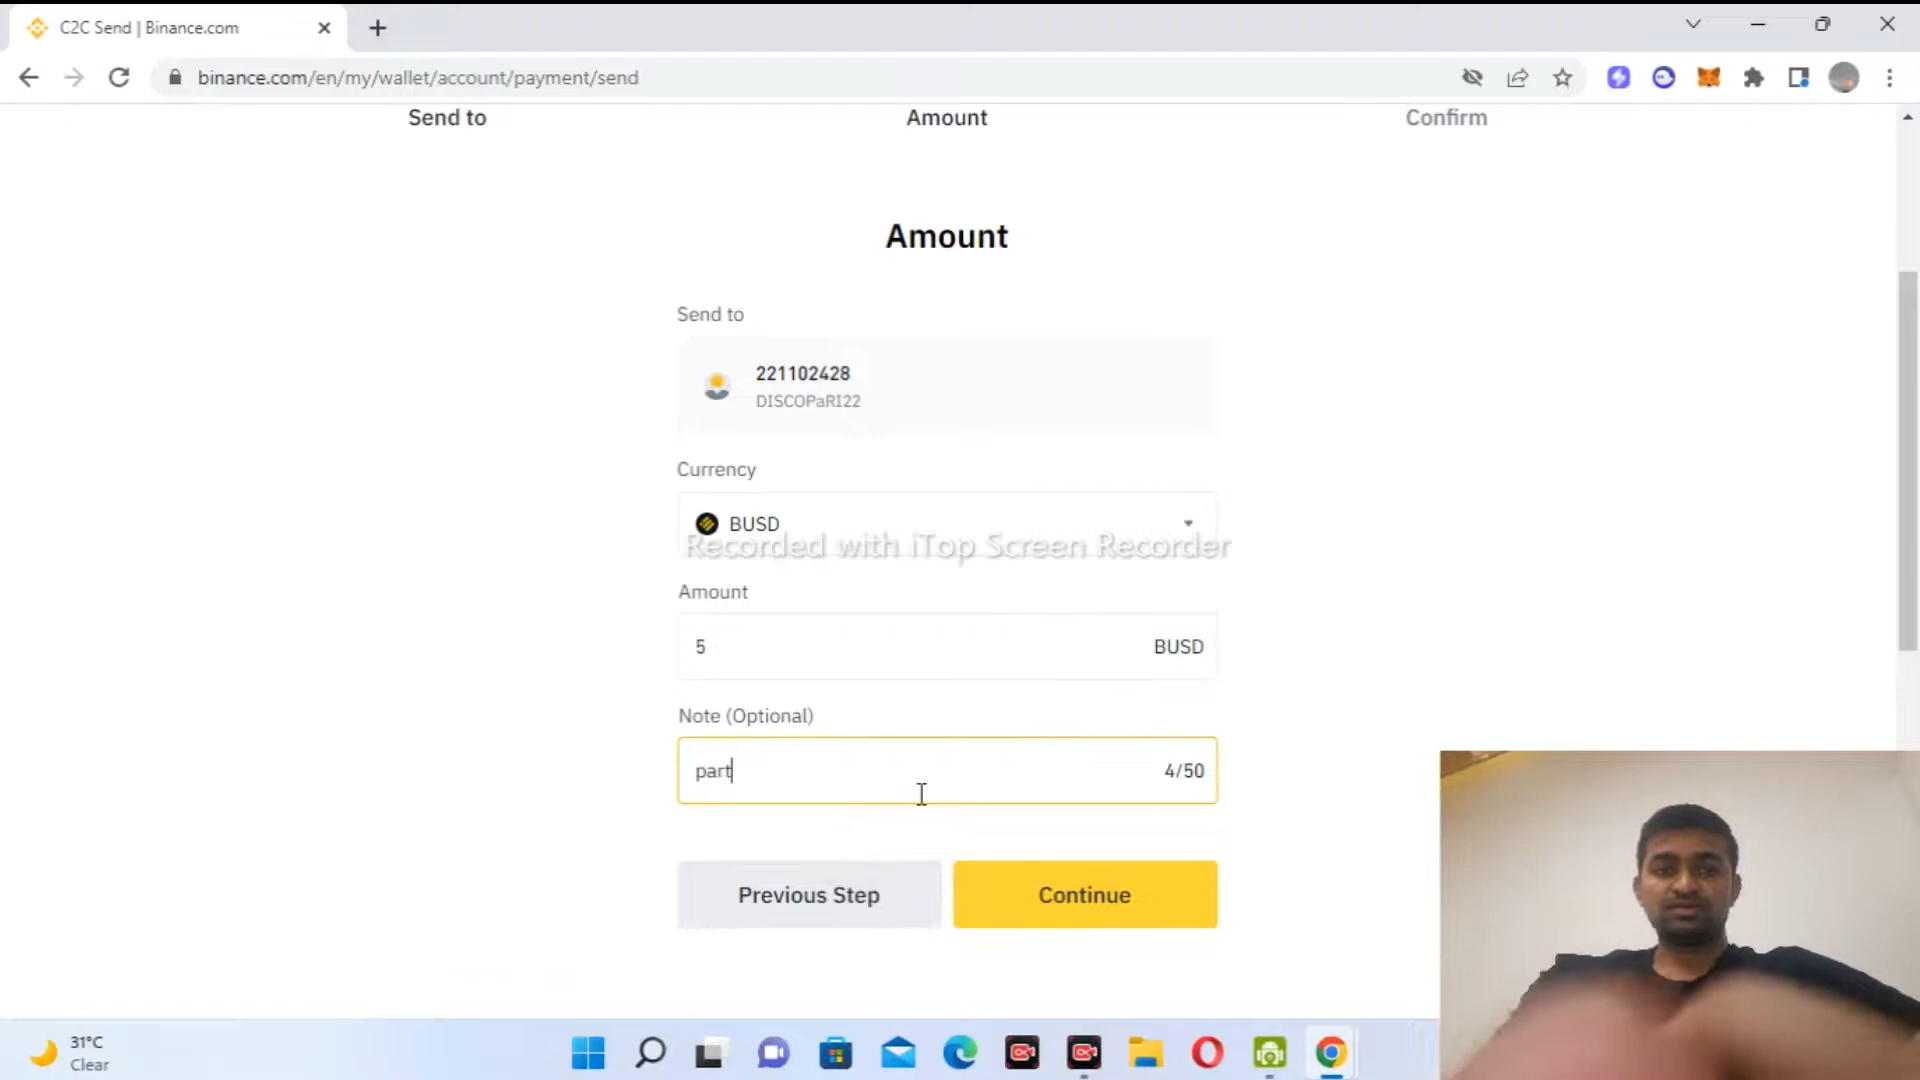 C2C Send | Binance.com
binance.com/en/my/wallet/account/payment/send
Send to
Amount
Confirm
Amount
Send to
221102428
DISCOPaRI22
Currency
BUSD
Recorded with iTop Screen Recorder
Amount
5
BUSD
Note (Optional)
part
4/50
Previous Step
Continue
31°C
Clear